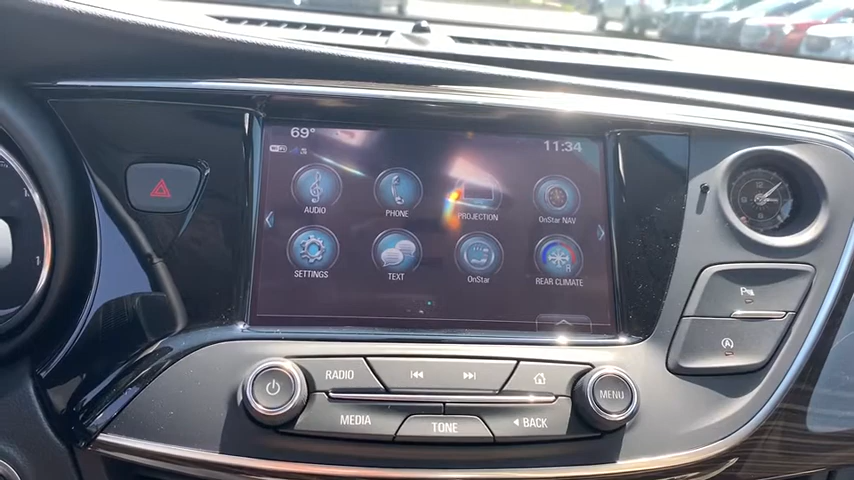 69° 11:34
AUDIO PHONE PROJECTION OnStar NAV
SETTINGS TEXT OnStar REAR CLIMATE
RADIO
MENU
MEDIA TONE BACK